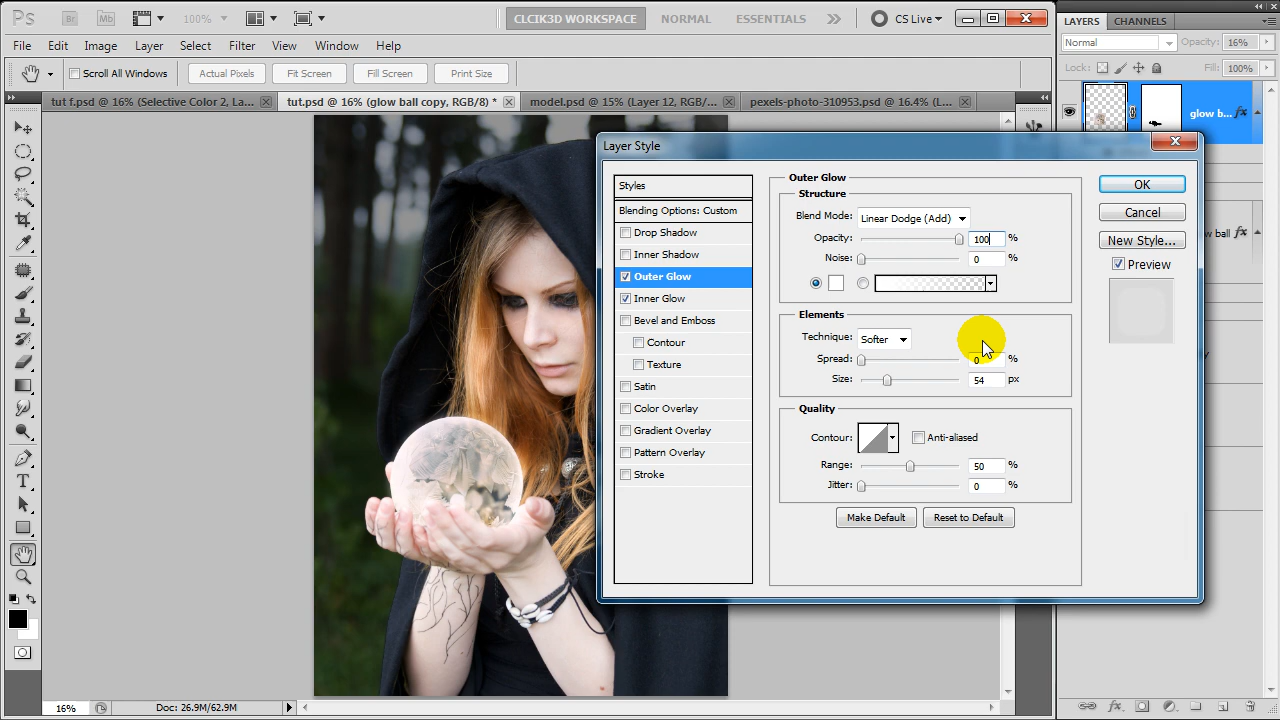 Ps Br Mb 100% CLCIK3D WORKSPACE NORMAL ESSENTIALS CS Live
File Edit Image Layer Select Filter View Window Help
Scroll All Windows Actual Pixels Fit Screen Fill Screen Print Size
tut f.psd @ 16% (Selective Color 2, La... tut.psd @ 16% (glow ball copy, RGB/8) * model.psd @ 15% (Layer 12, RGB/... pexels-photo-310953.psd @ 16.4% (L...
LAYERS CHANNELS
Normal Opacity: 16%
Lock: Fill: 100%
glow b... fx
ow ball fx
Layer Style
Styles
Blending Options: Custom
Drop Shadow
Inner Shadow
Outer Glow
Inner Glow
Bevel and Emboss
Contour
Texture
Satin
Color Overlay
Gradient Overlay
Pattern Overlay
Stroke
Outer Glow
Structure
Blend Mode: Linear Dodge (Add)
Opacity: 100 %
Noise: 0 %
Elements
Technique: Softer
Spread: 0 %
Size: 54 px
Quality
Contour: Anti-aliased
Range: 50 %
Jitter: 0 %
Make Default Reset to Default
OK
Cancel
New Style...
Preview
T
16% Doc: 26.9M/62.9M
fx